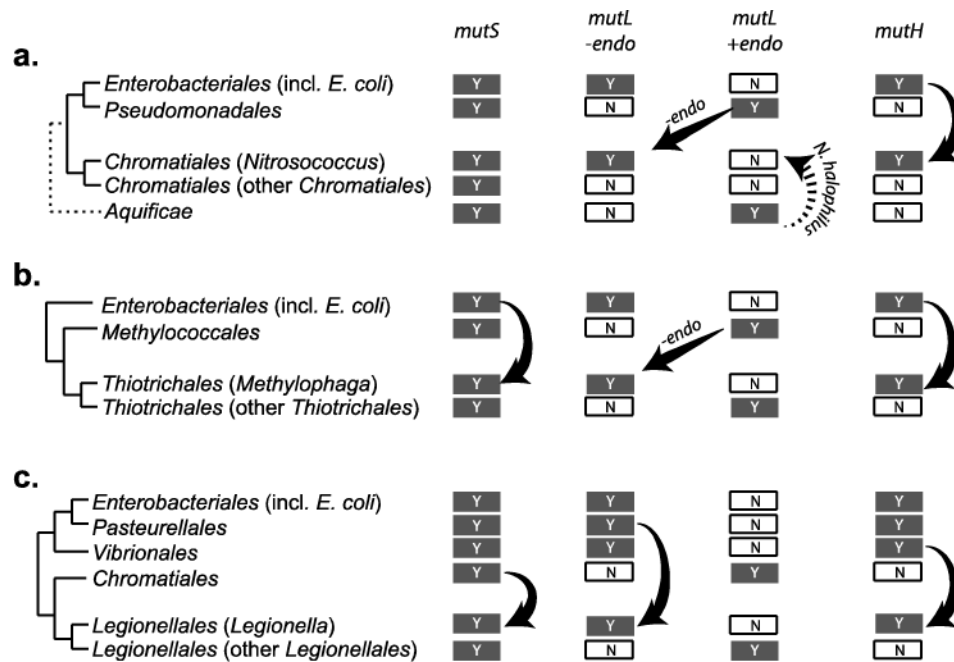 mutS mutL -endo mutL +endo mutH
a.
Enterobacteriales (incl. E. coli) Y Y N Y
Pseudomonadales Y N Y N
-endo
Chromatiales (Nitrosococcus) Y Y N Y
Chromatiales (other Chromatiales) Y N N N
Aquificae Y N Y N
N. halophilus
b.
Enterobacteriales (incl. E. coli) Y Y N Y
Methylococcales Y N Y N
-endo
Thiotrichales (Methylophaga) Y Y N Y
Thiotrichales (other Thiotrichales) Y N Y N
c.
Enterobacteriales (incl. E. coli) Y Y N Y
Pasteurellales Y Y N Y
Vibrionales Y Y N Y
Chromatiales Y N Y N
Legionellales (Legionella) Y Y N Y
Legionellales (other Legionellales) Y N Y N